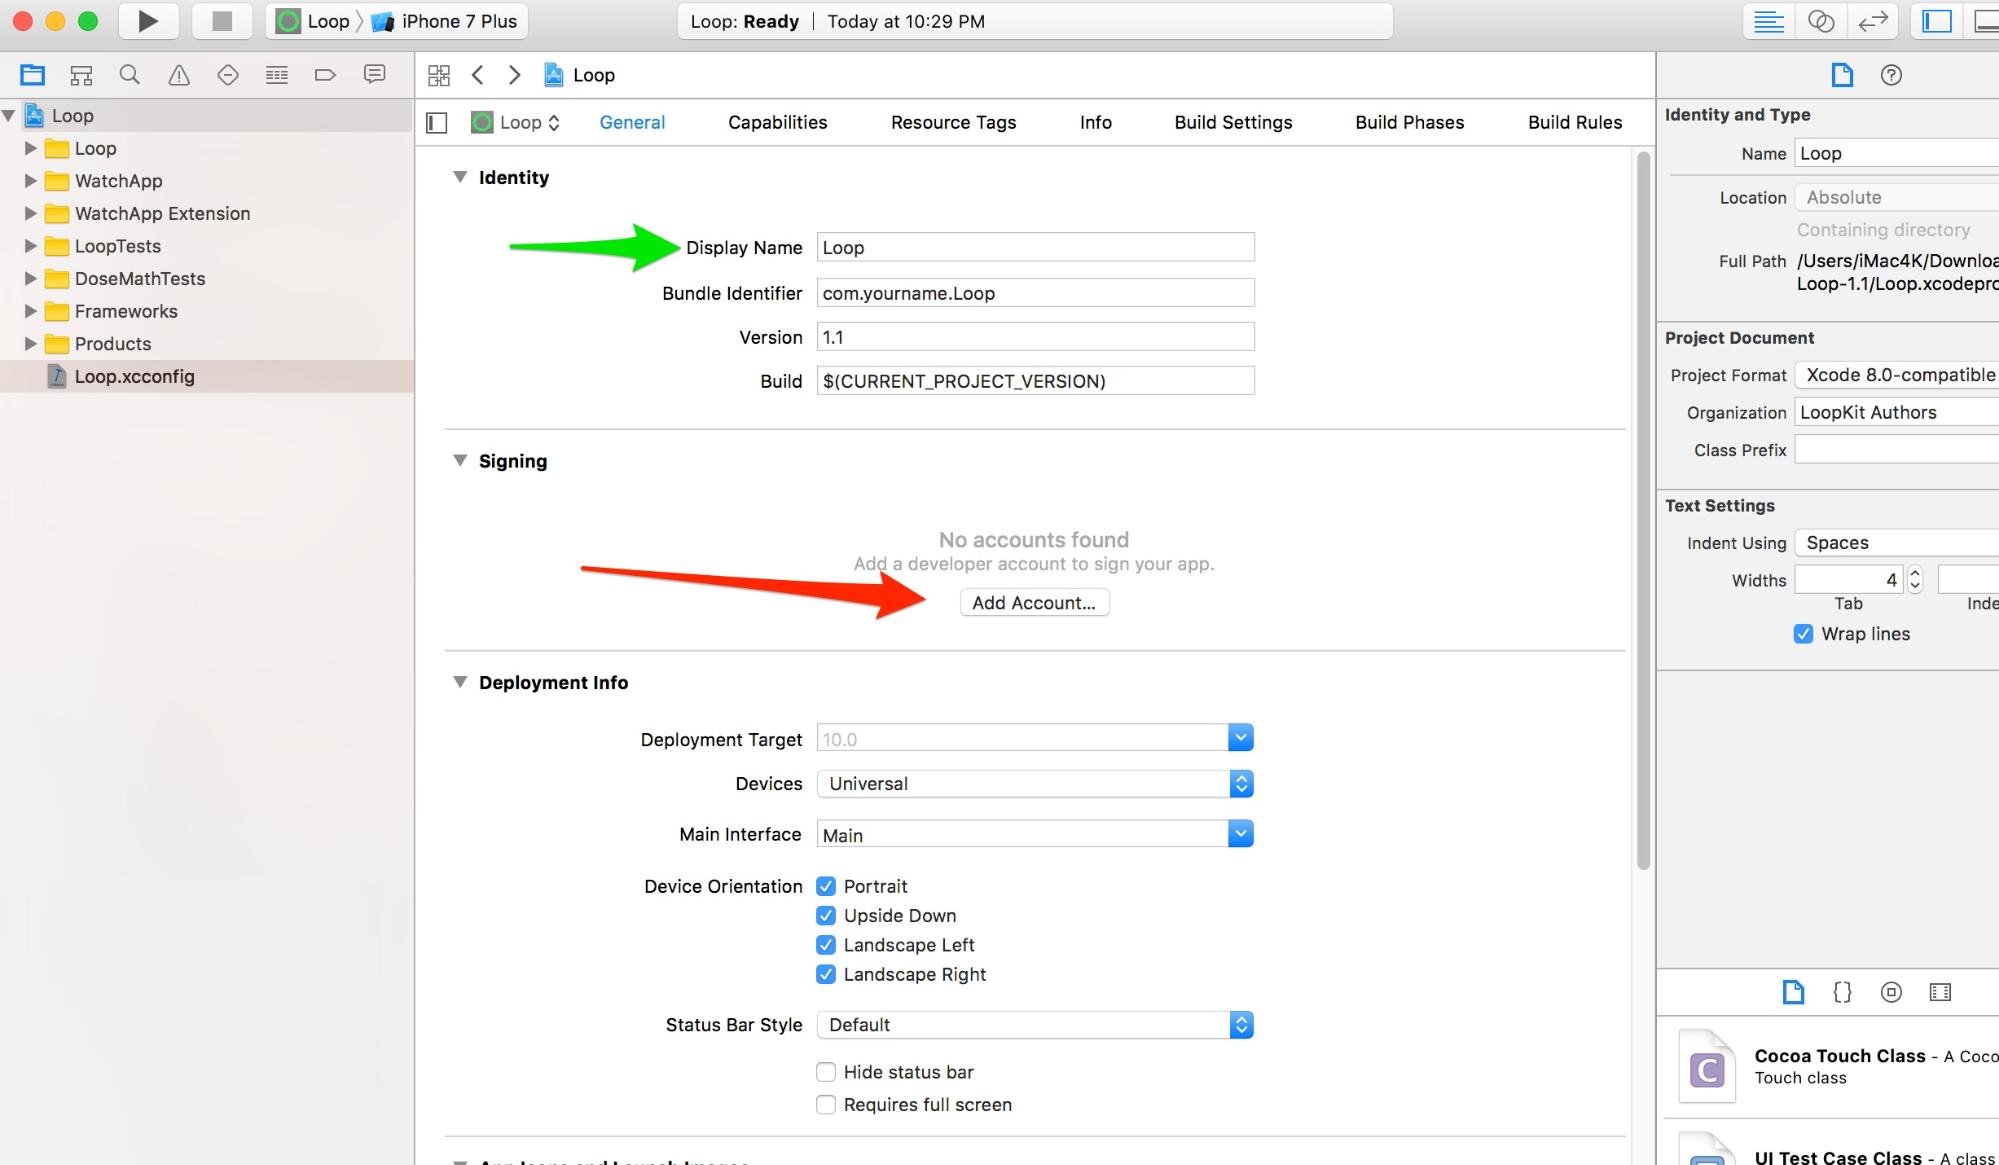 Loop iPhone 7 Plus
Loop: Ready | Today at 10:29 PM
Loop
Loop
WatchApp
WatchApp Extension
LoopTests
DoseMathTests
Frameworks
Products
Loop.xcconfig
Loop
Loop General Capabilities Resource Tags Info Build Settings Build Phases Build Rules
Identity
Display Name Loop
Bundle Identifier com.yourname.Loop
Version 1.1
Build $(CURRENT_PROJECT_VERSION)
Signing
No accounts found
Add a developer account to sign your app.
Add Account...
Deployment Info
Deployment Target 10.0
Devices Universal
Main Interface Main
Device Orientation Portrait
Upside Down
Landscape Left
Landscape Right
Status Bar Style Default
Hide status bar
Requires full screen
App Icons and Launch Images
Identity and Type
Name Loop
Location Absolute
Containing directory
Full Path /Users/iMac4K/Downloa
Loop-1.1/Loop.xcodepro
Project Document
Project Format Xcode 8.0-compatible
Organization LoopKit Authors
Class Prefix
Text Settings
Indent Using Spaces
Widths 4
Tab Inde
Wrap lines
C
Cocoa Touch Class - A Coco
Touch class
UI Test Case Class - A class